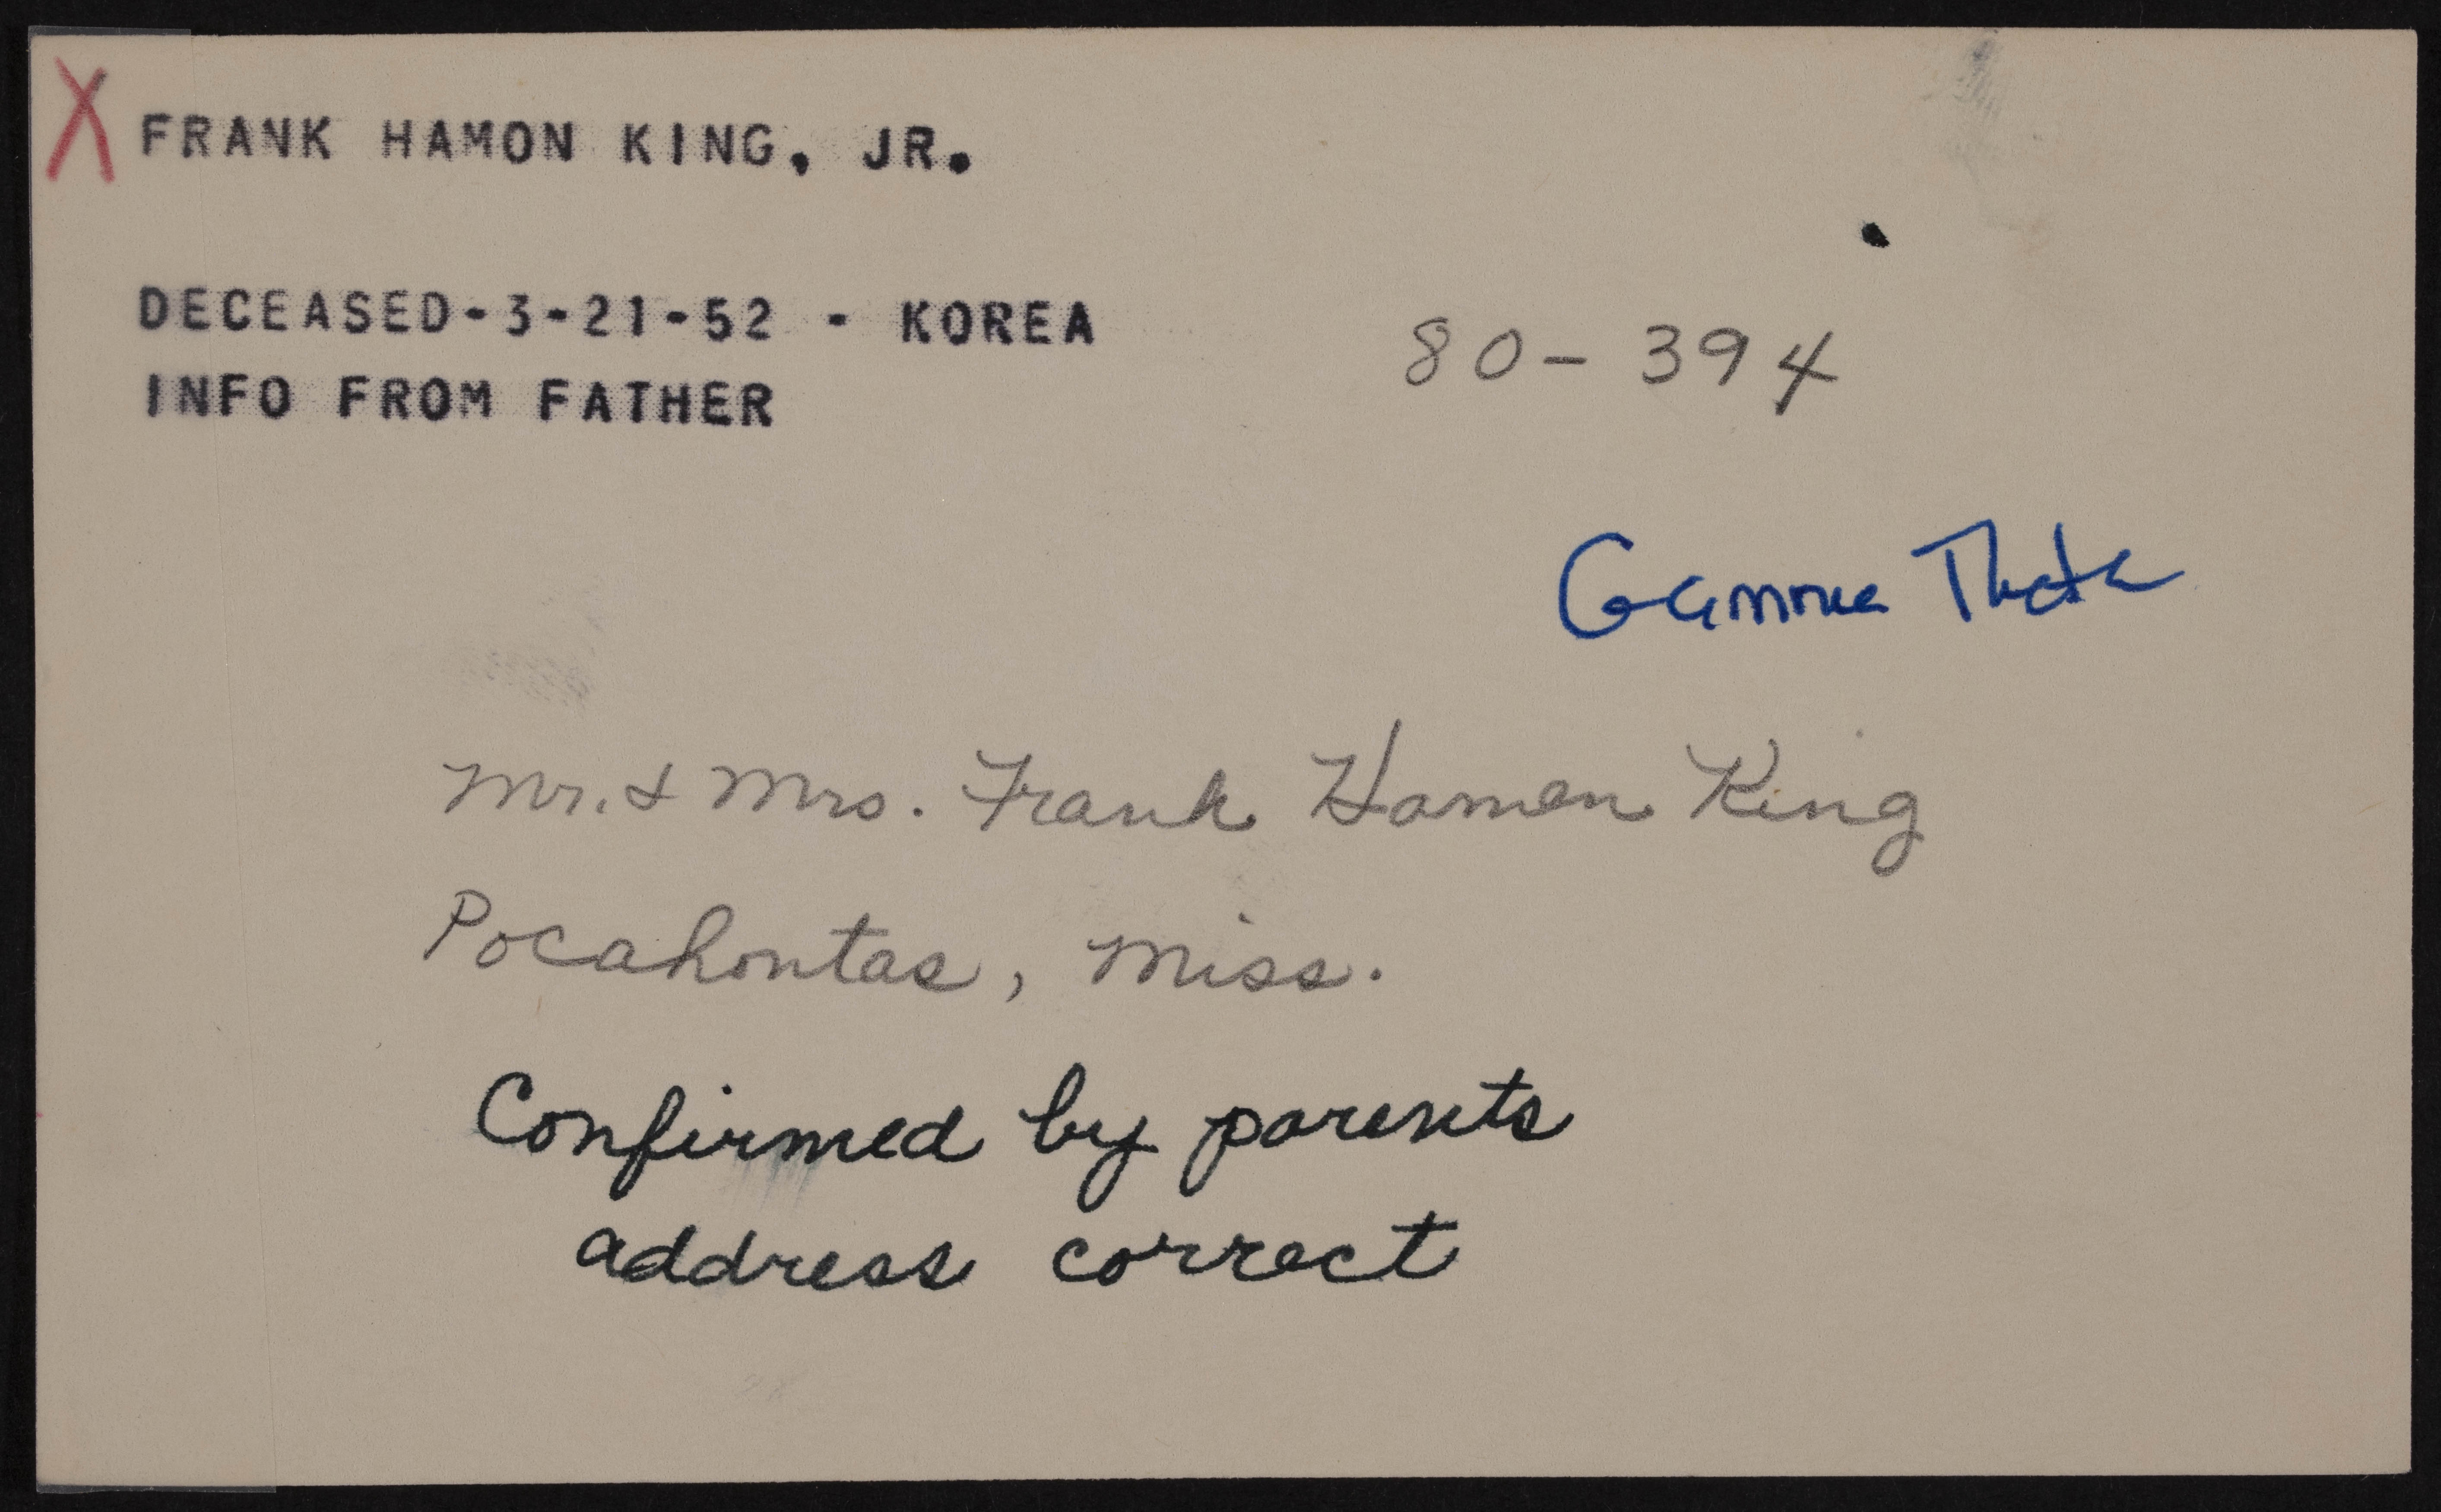 X FRANK HAMON KING, JR.
DECEASED-3-21-52 - KOREA
INFO FROM FATHER
80-394
Gamma Theta
Mr. & Mrs. Frank Hamon King
Pocahontas, Miss.
Confirmed by parents
address correct